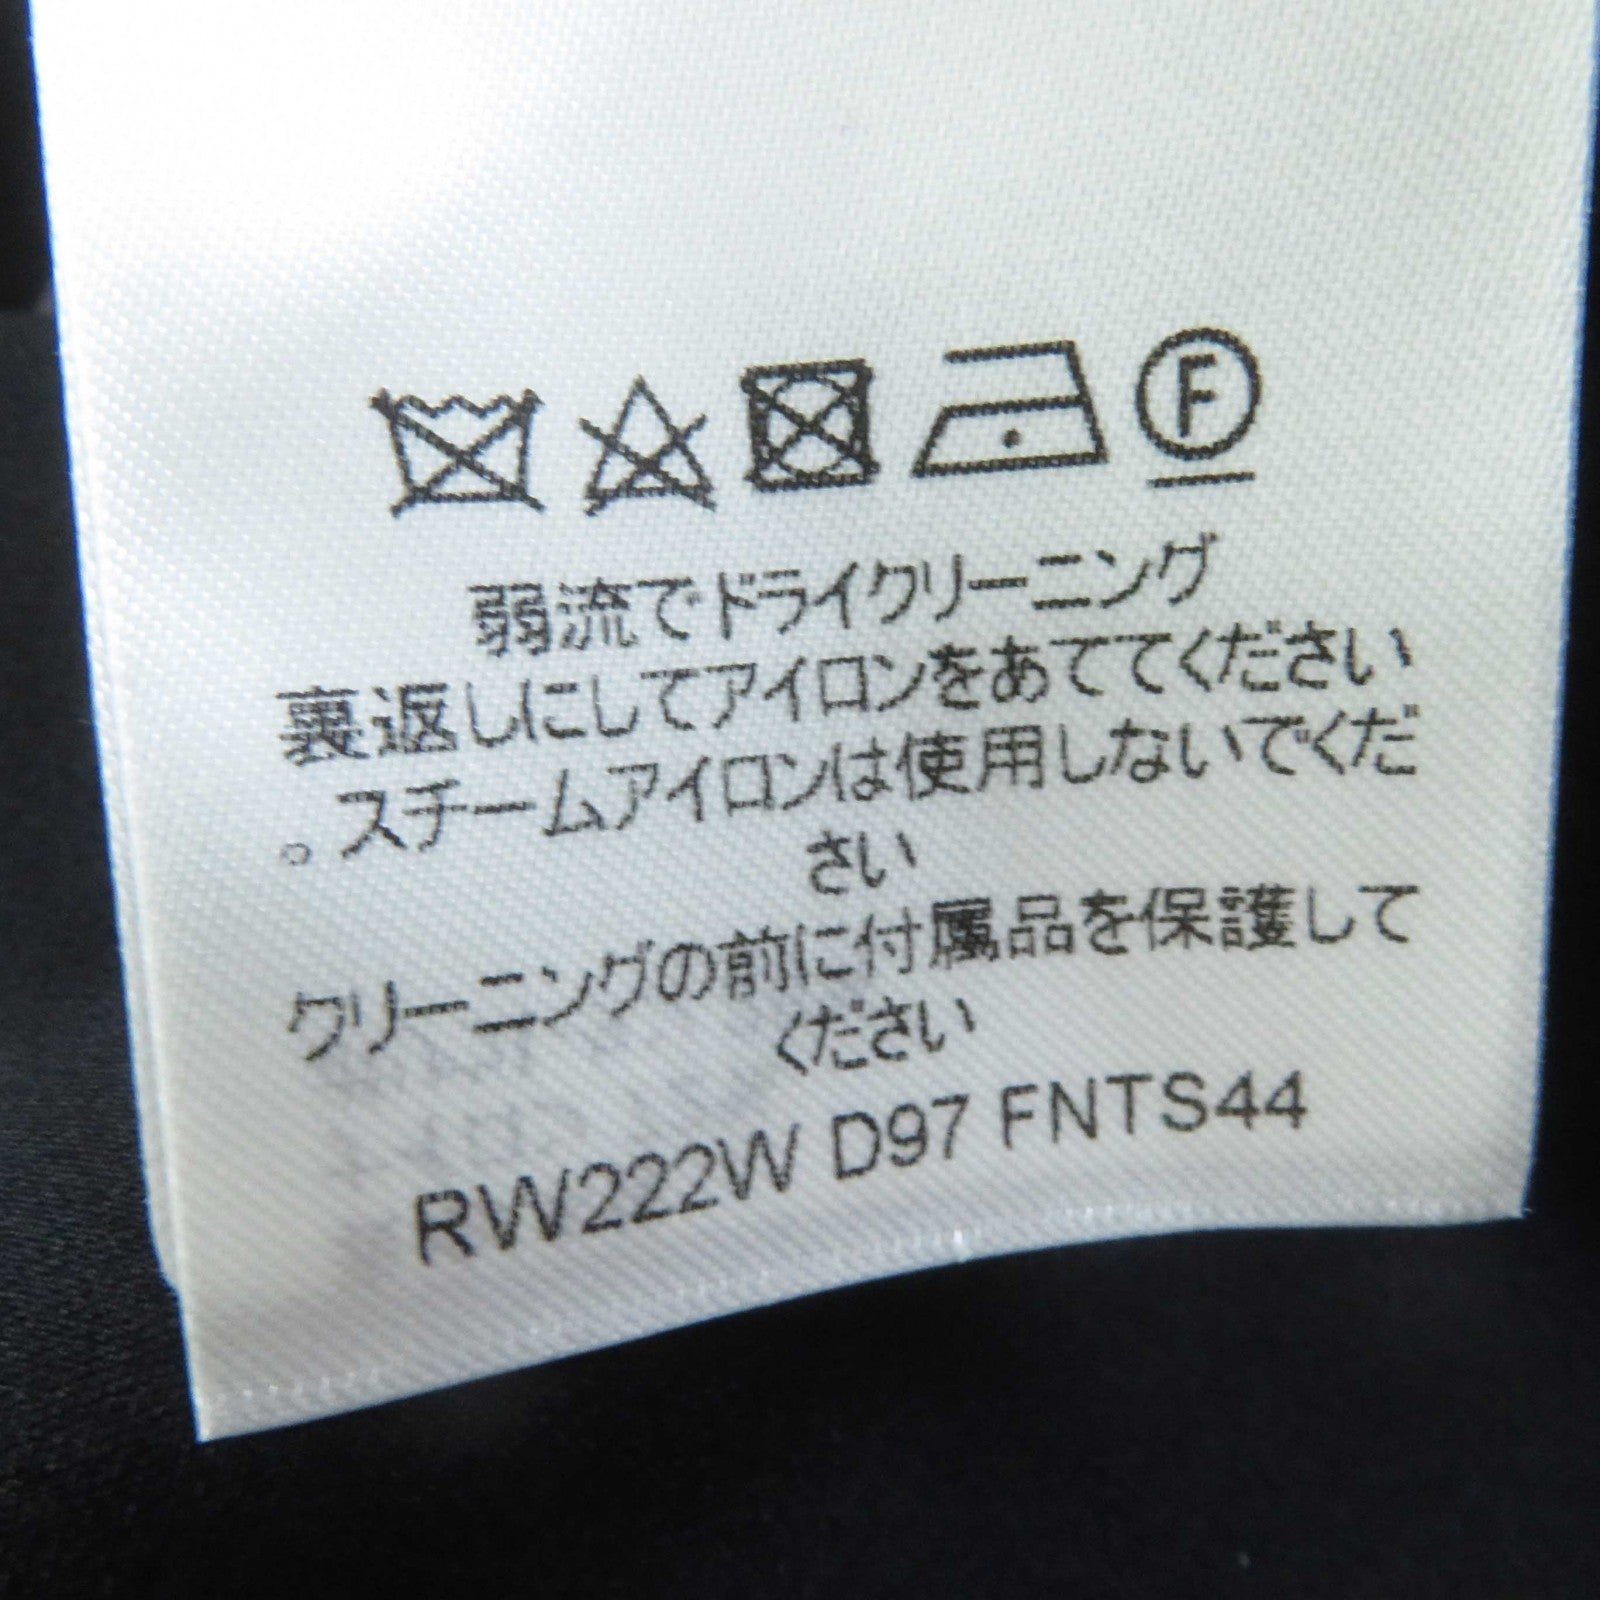 F
弱流でドライクリーニング
裏返しにしてアイロンをあててください
。スチームアイロンは使用しないでくだ
さい
クリーニングの前に付属品を保護して
ください
RW222W D97 FNTS44